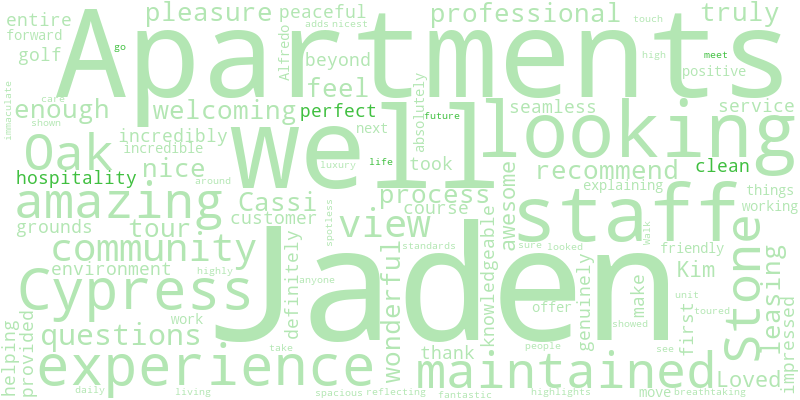 entire
pleasure
peaceful
professional
truly
adds
nicest
touch
forward
go
Apartments
golf
Alfredo
beyond
high
meet
positive
immaculate
care
shown
enough
welcoming
feel
perfect
absolutely
future
looking
seamless
service
Oak
incredibly
incredible
well
next
luxury
life
took
recommend
clean
hospitality
nice
around
explaining
things
working
amazing
Cassi
process
course
awesome
staff
grounds
tour
customer
view
spotless
knowledgeable
Walk
community
standards
sure
looked
friendly
Stone
environment
definitely
highly
anyone
wonderful
Jaden
genuinely
Kim
make
unit
leasing
impressed
Cypress
offer
toured
first
provided
work
questions
take
thank
people
showed
see
helping
experience
maintained
Loved
daily
living
spacious
reflecting
fantastic
highlights
move
breathtaking